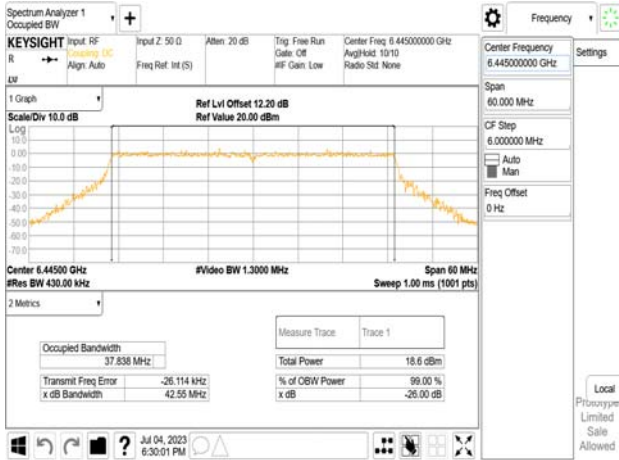 Spectrum Analyzer 1
Occupied BW
+
Frequency
KEYSIGHT
R
LXI
Input: RF
Coupling: DC
Align: Auto
Input Z: 50 Ω
Freq Ref: Int (S)
Atten: 20 dB
Trig: Free Run
Gate: Off
#IF Gain: Low
Center Freq: 6.445000000 GHz
Avg|Hold: 10/10
Radio Std: None
Center Frequency
6.445000000 GHz
Settings
Span
60.000 MHz
CF Step
6.000000 MHz
Auto
Man
Freq Offset
0 Hz
1 Graph
Scale/Div 10.0 dB
Ref Lvl Offset 12.20 dB
Ref Value 20.00 dBm
Log
10.0
0.00
-10.0
-20.0
-30.0
-40.0
-50.0
-60.0
-70.0
Center 6.44500 GHz
#Res BW 430.00 kHz
#Video BW 1.3000 MHz
Span 60 MHz
Sweep 1.00 ms (1001 pts)
2 Metrics
Measure Trace
Trace 1
Occupied Bandwidth
37.838 MHz
Total Power
18.6 dBm
Transmit Freq Error
-26.114 kHz
% of OBW Power
99.00 %
x dB Bandwidth
42.55 MHz
x dB
-26.00 dB
Local
Prototype
Limited
Sale
Allowed
?
Jul 04, 2023
6:30:01 PM